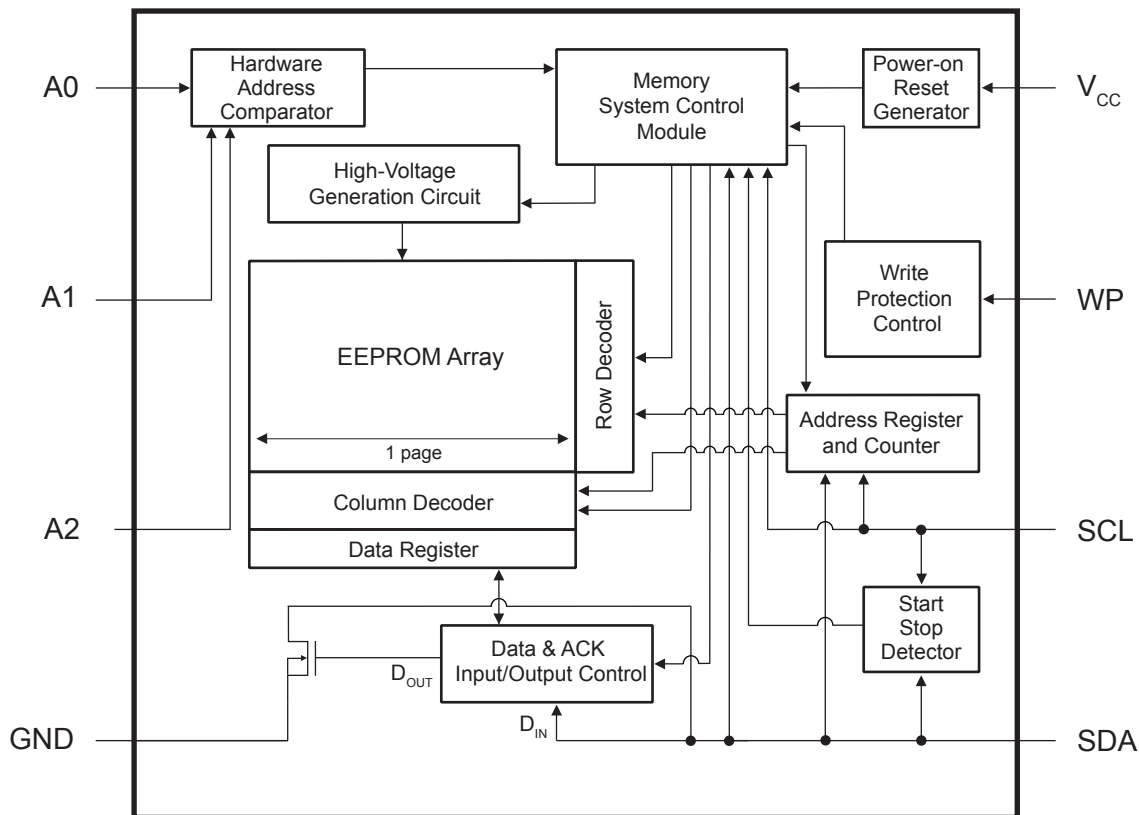 A0
Hardware
Address
Comparator
Memory
System Control
Module
Power-on
Reset
Generator
VCC
High-Voltage
Generation Circuit
A1
EEPROM Array
Row Decoder
Write
Protection
Control
WP
1 page
Address Register
and Counter
Column Decoder
A2
Data Register
SCL
Start
Stop
Detector
Data & ACK
Input/Output Control
DOUT
DIN
GND
SDA